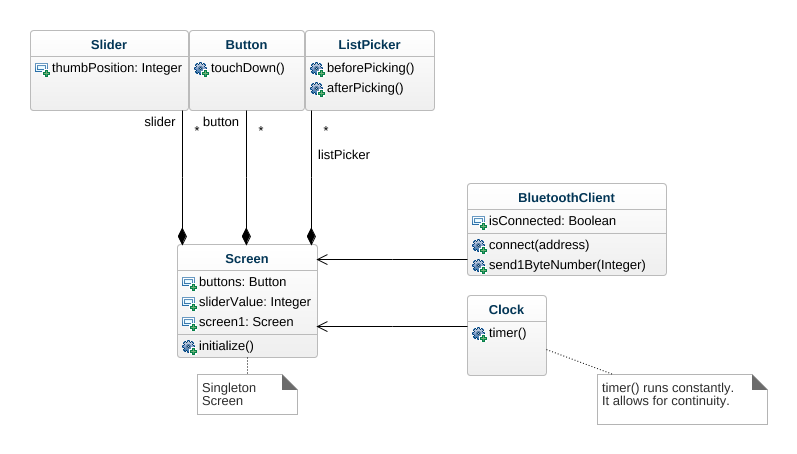 Slider
thumbPosition: Integer
Button
touchDown()
ListPicker
beforePicking()
afterPicking()
slider
*
button
*
*
listPicker
BluetoothClient
isConnected: Boolean
connect(address)
send1ByteNumber(Integer)
Screen
buttons: Button
sliderValue: Integer
screen1: Screen
initialize()
Clock
timer()
Singleton
Screen
timer() runs constantly.
It allows for continuity.